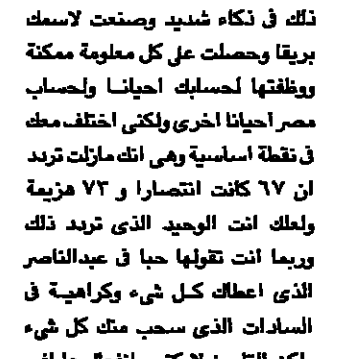 ذلك فى ذكاء شديد وصنعت لاسمك
بريقا وحصلت على كل معلومة ممكنة
ووظفتها لحسابك احيانا ولحساب
مصر احيانا اخرى ولكنى اختلف معك
فى نقطة اساسية وهى انك مازلت تردد
ان ٦٧ كانت انتصارا و ٧٣ هزيمة
ولعلك انت الوحيد الذى تردد ذلك
وربما انت تقولها حبا فى عبدالناصر
الذى اعطاك كل شىء وكراهية فى
السادات الذى سحب منك كل شىء